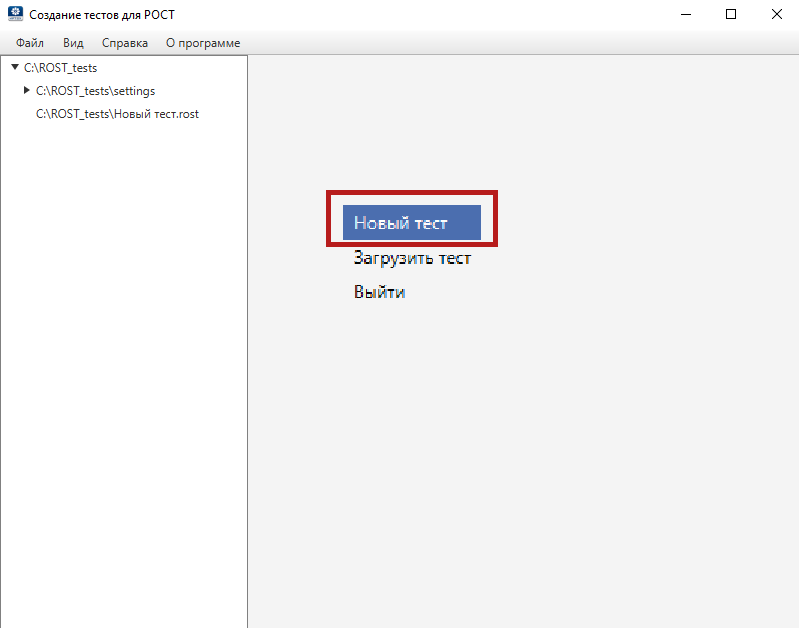 Создание тестов для РОСТ
Файл Вид Справка О программе
C:\ROST_tests
C:\ROST_tests\settings
C:\ROST_tests\Новый тест.rost
Новый тест
Загрузить тест
Выйти